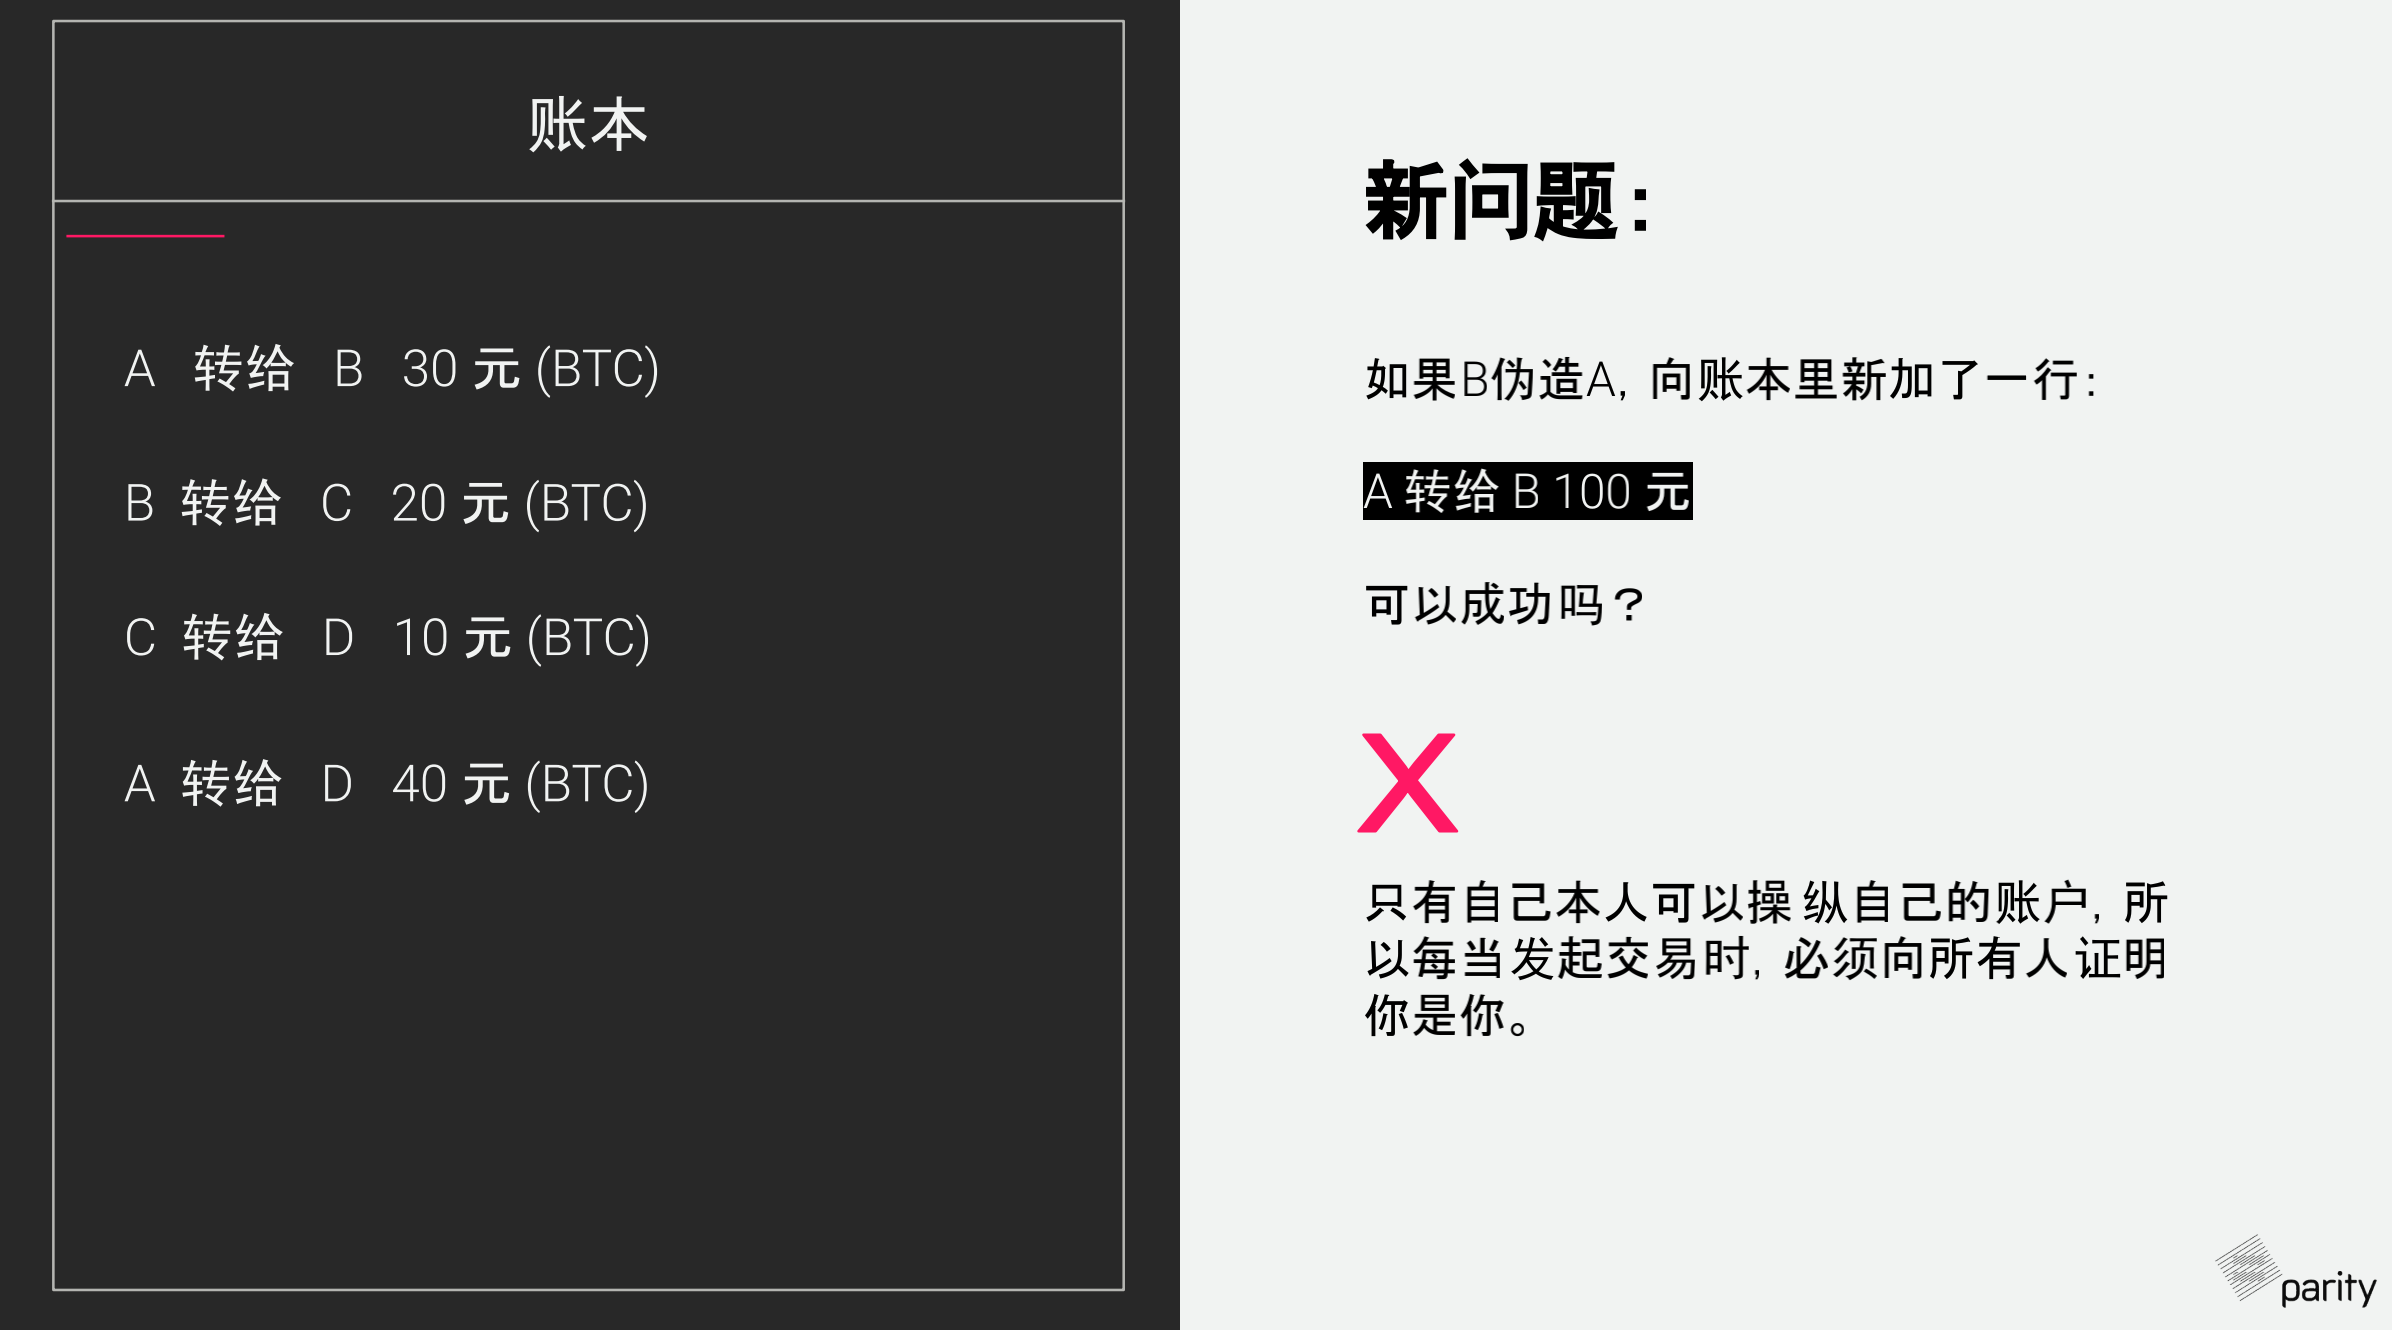 账本
A 转给 B 30 元 (BTC)
B 转给 C 20 元 (BTC)
C 转给 D 10 元 (BTC)
A 转给 D 40 元 (BTC)
新问题：
如果B伪造A，向账本里新加了一行：
A 转给 B 100 元
可以成功吗？
X
只有自己本人可以操纵自己的账户，所
以每当发起交易时，必须向所有人证明
你是你。
parity